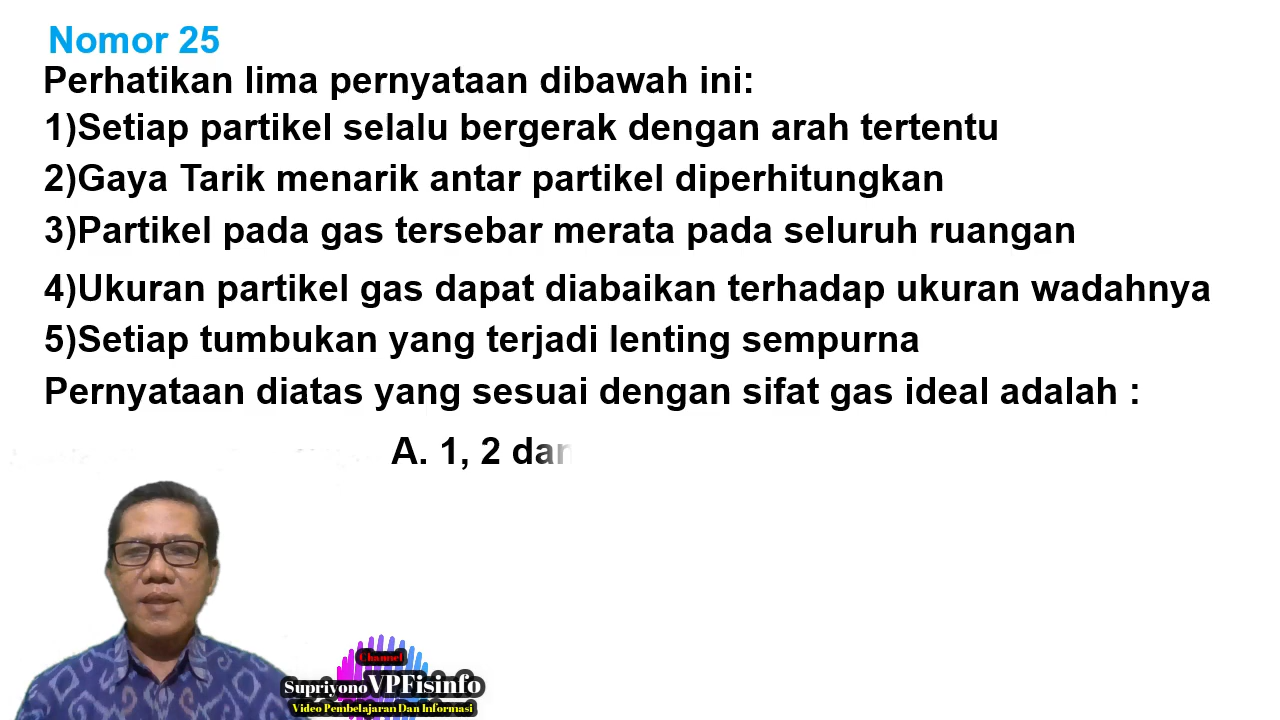 Nomor 25
Perhatikan lima pernyataan dibawah ini:
1)Setiap partikel selalu bergerak dengan arah tertentu
2)Gaya Tarik menarik antar partikel diperhitungkan
3)Partikel pada gas tersebar merata pada seluruh ruangan
4)Ukuran partikel gas dapat diabaikan terhadap ukuran wadahnya
5)Setiap tumbukan yang terjadi lenting sempurna
Pernyataan diatas yang sesuai dengan sifat gas ideal adalah :
A. 1, 2 dan
Channel
SupriyonoVPFisinfo
Video Pembelajaran Dan Informasi